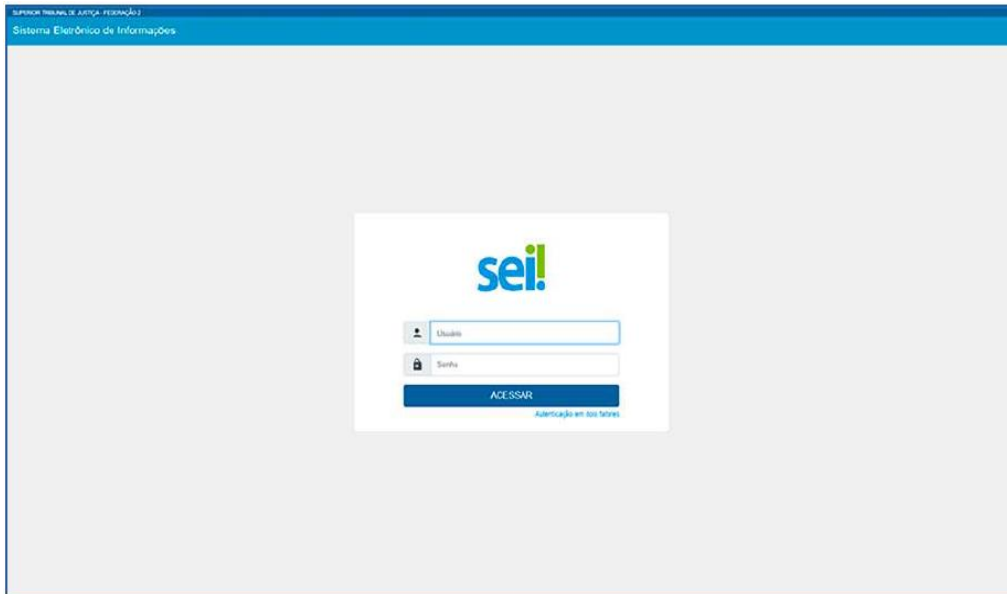 SUPERIOR TRIBUNAL DE JUSTIÇA - FEDERAÇÃO 2
Sistema Eletrônico de Informações
sei!
Usuário
Senha
ACESSAR
Autenticação em dois fatores